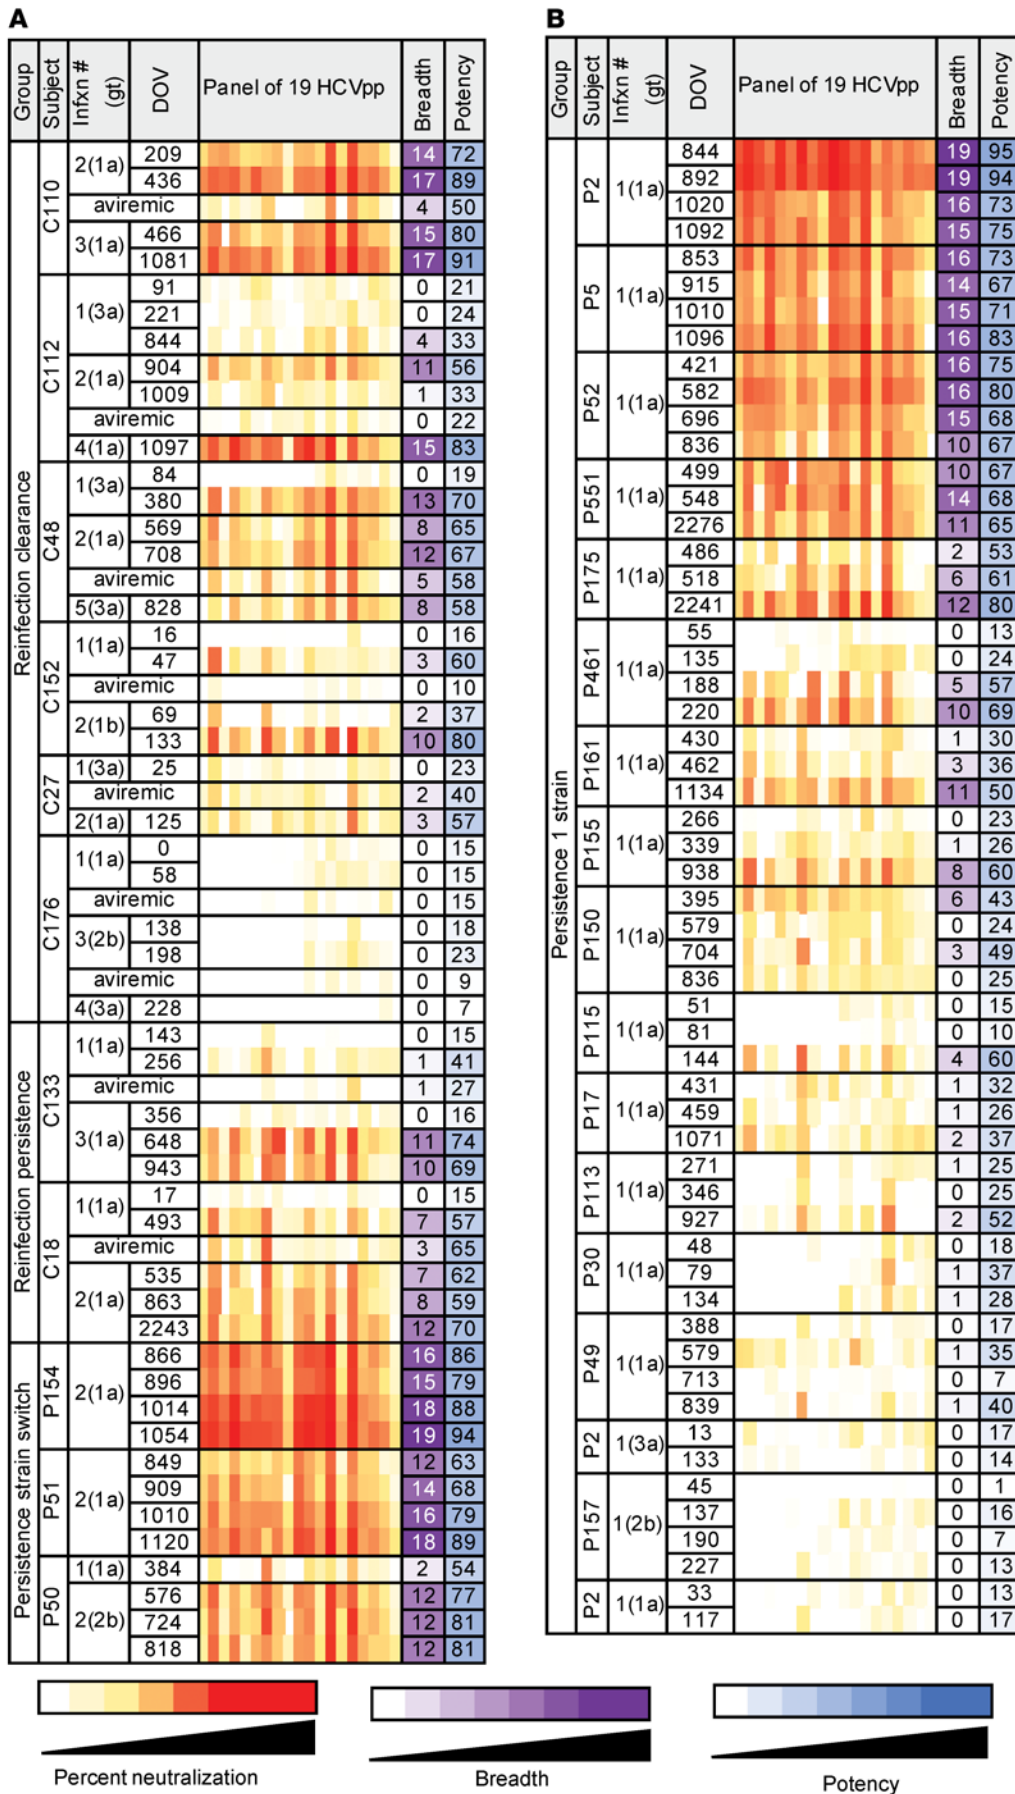 A
Group
Subject
Infxn #
(gt)
DOV
Panel of 19 HCVpp
Breadth
Potency
Reinfection clearance
C110
2(1a)
209 14 72
436 17 89
aviremic 4 50
3(1a)
466 15 80
1081 17 91
C112
1(3a)
91 0 21
221 0 24
844 4 33
2(1a)
904 11 56
1009 1 33
aviremic 0 22
4(1a) 1097 15 83
C48
1(3a)
84 0 19
380 13 70
2(1a)
569 8 65
708 12 67
aviremic 5 58
5(3a) 828 8 58
C152
1(1a)
16 0 16
47 3 60
aviremic 0 10
2(1b)
69 2 37
133 10 80
C27
1(3a) 25 0 23
aviremic 2 40
2(1a) 125 3 57
C176
1(1a)
0 0 15
58 0 15
aviremic 0 15
3(2b)
138 0 18
198 0 23
aviremic 0 9
4(3a) 228 0 7
Reinfection persistence
C133
1(1a)
143 0 15
256 1 41
aviremic 1 27
3(1a)
356 0 16
648 11 74
943 10 69
C18
1(1a)
17 0 15
493 7 57
aviremic 3 65
2(1a)
535 7 62
863 8 59
2243 12 70
Persistence strain switch
P154
2(1a)
866 16 86
896 15 79
1014 18 88
1054 19 94
P51
2(1a)
849 12 63
909 14 68
1010 16 79
1120 18 89
P50
1(1a) 384 2 54
2(2b)
576 12 77
724 12 81
818 12 81
B
Group
Subject
Infxn #
(gt)
DOV
Panel of 19 HCVpp
Breadth
Potency
Persistence 1 strain
P2
1(1a)
844 19 95
892 19 94
1020 16 73
1092 15 75
P5
1(1a)
853 16 73
915 14 67
1010 15 71
1096 16 83
P52
1(1a)
421 16 75
582 16 80
696 15 68
836 10 67
P551
1(1a)
499 10 67
548 14 68
2276 11 65
P175
1(1a)
486 2 53
518 6 61
2241 12 80
P461
1(1a)
55 0 13
135 0 24
188 5 57
220 10 69
P161
1(1a)
430 1 30
462 3 36
1134 11 50
P155
1(1a)
266 0 23
339 1 26
938 8 60
P150
1(1a)
395 6 43
579 0 24
704 3 49
836 0 25
P115
1(1a)
51 0 15
81 0 10
144 4 60
P17
1(1a)
431 1 32
459 1 26
1071 2 37
P113
1(1a)
271 1 25
346 0 25
927 2 52
P30
1(1a)
48 0 18
79 1 37
134 1 28
P49
1(1a)
388 0 17
579 1 35
713 0 7
839 1 40
P2
1(3a)
13 0 17
133 0 14
P157
1(2b)
45 0 1
137 0 16
190 0 7
227 0 13
P2
1(1a)
33 0 13
117 0 17
Percent neutralization
Breadth
Potency